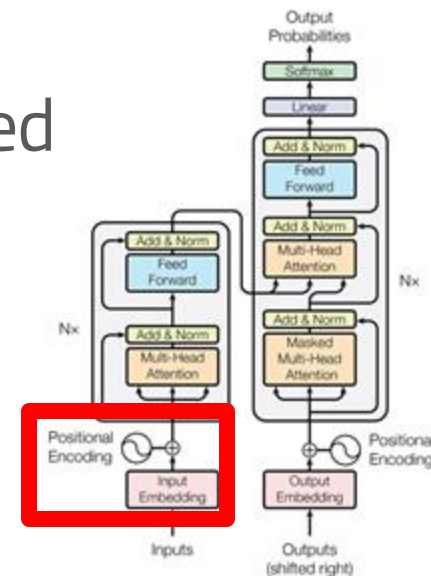 ed
Output
Probabilities
Softmax
Linear
Add & Norm
Feed
Forward
Add & Norm
Multi-Head
Attention
Nx
Add & Norm
Masked
Multi-Head
Attention
Positional
Encoding
Output
Embedding
Outputs
(shifted right)
Add & Norm
Feed
Forward
Nx
Add & Norm
Multi-Head
Attention
Positional
Encoding
Input
Embedding
Inputs